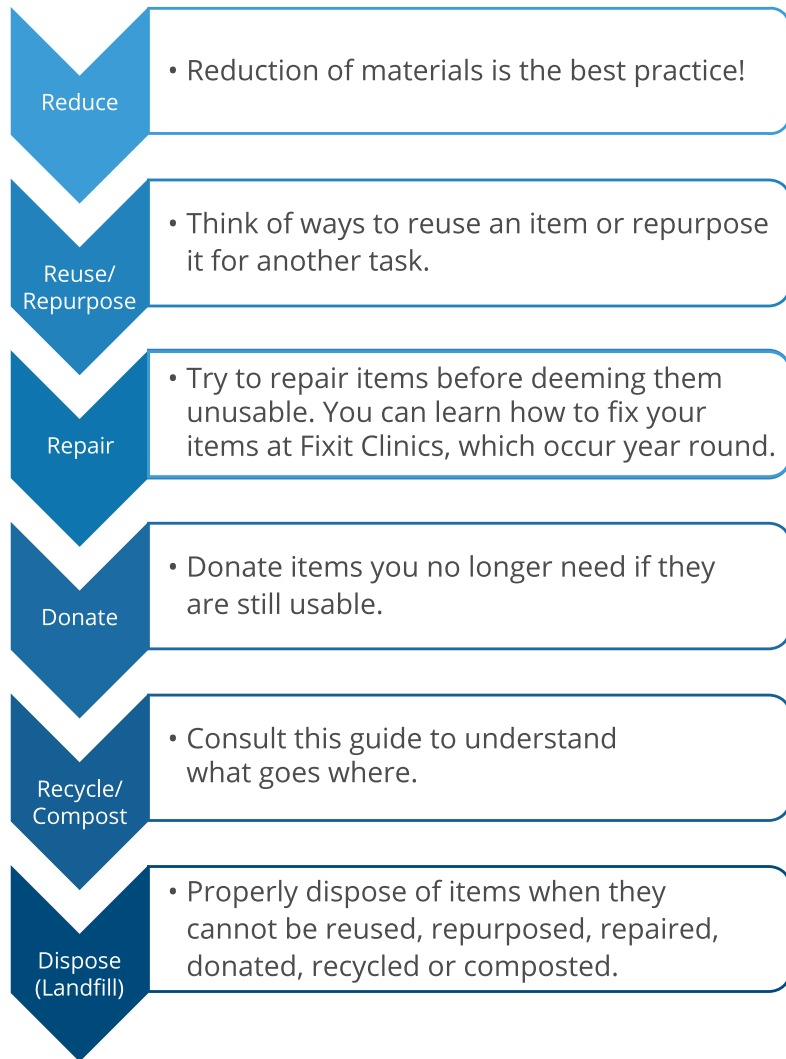 Reduce
• Reduction of materials is the best practice!
Reuse/
Repurpose
• Think of ways to reuse an item or repurpose
it for another task.
Repair
• Try to repair items before deeming them
unusable. You can learn how to fix your
items at Fixit Clinics, which occur year round.
Donate
• Donate items you no longer need if they
are still usable.
Recycle/
Compost
• Consult this guide to understand
what goes where.
Dispose
(Landfill)
• Properly dispose of items when they
cannot be reused, repurposed, repaired,
donated, recycled or composted.